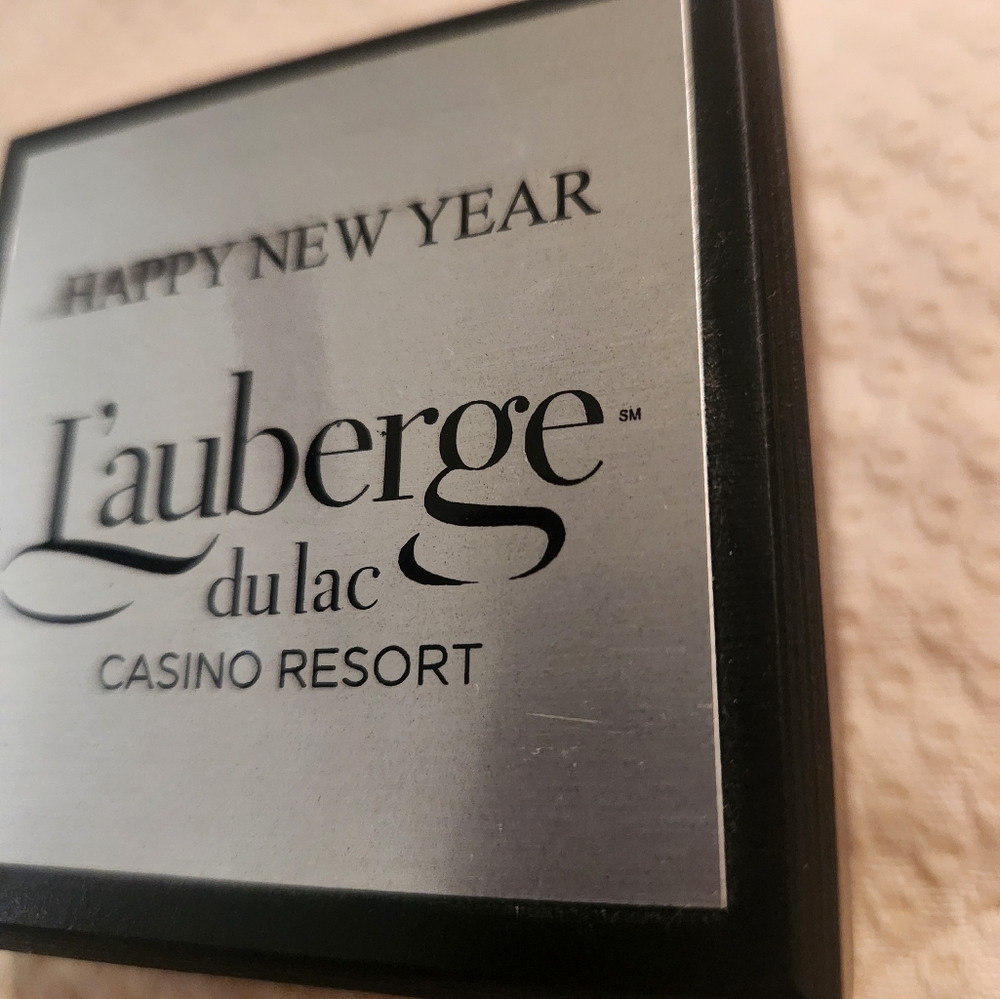 HAPPY NEW YEAR
L'auberge SM
du lac
CASINO RESORT